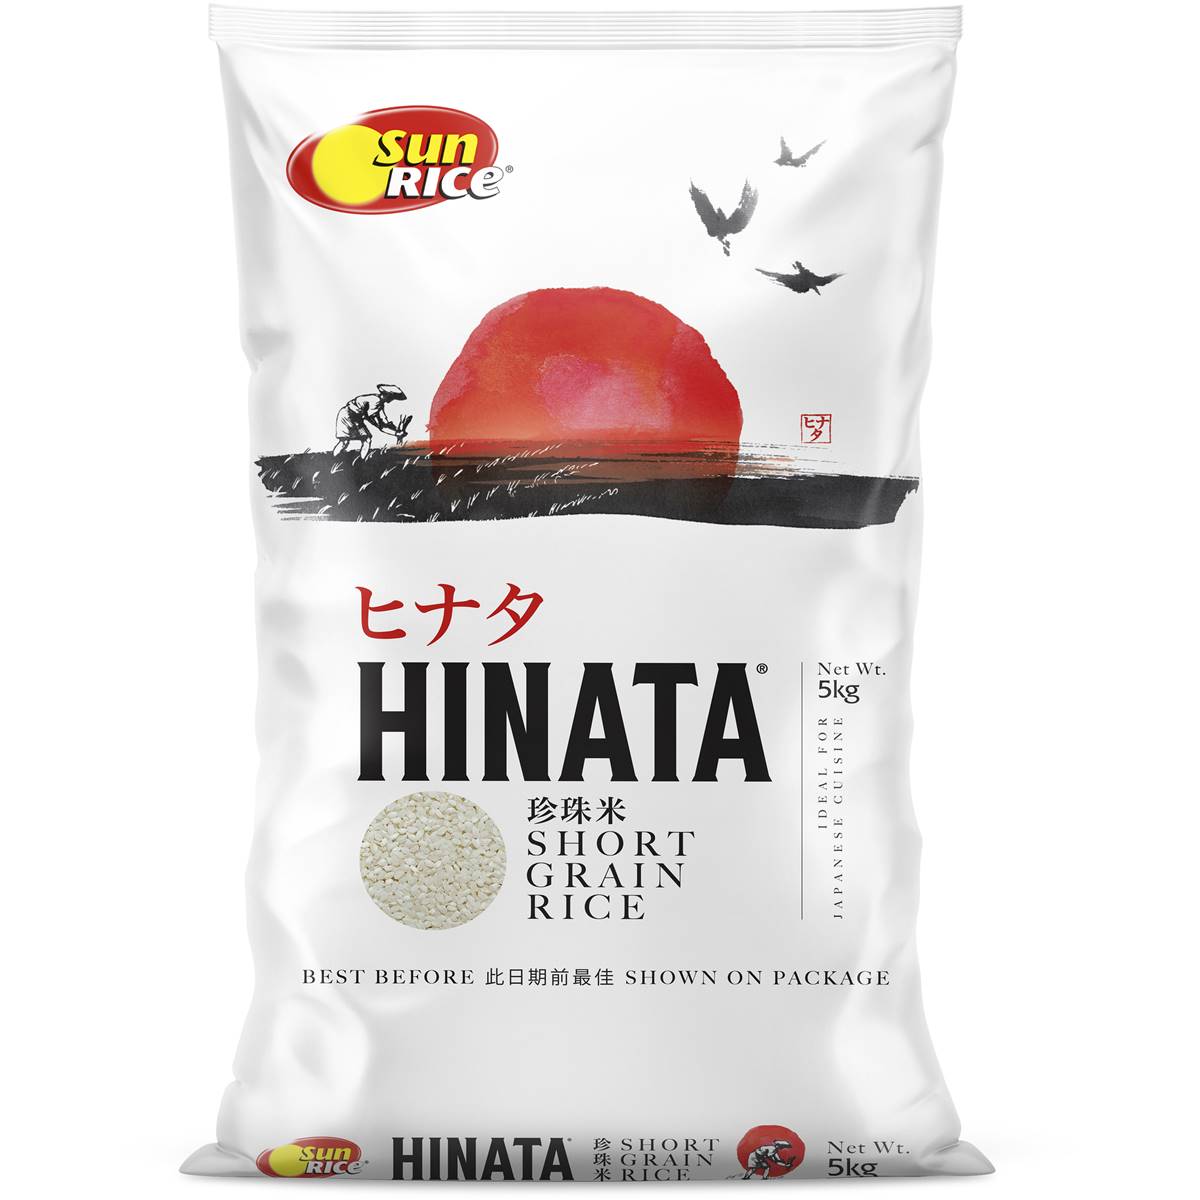 Sun
RICE®
ヒナ
タ
ヒナタ
HINATA®
Net Wt.
5kg
IDEAL FOR
JAPANESE CUISINE
珍珠米
SHORT
GRAIN
RICE
BEST BEFORE 此日期前最佳 SHOWN ON PACKAGE
Sun
RICE®
HINATA®
珍珠米
SHORT
GRAIN
RICE
Net Wt.
5kg